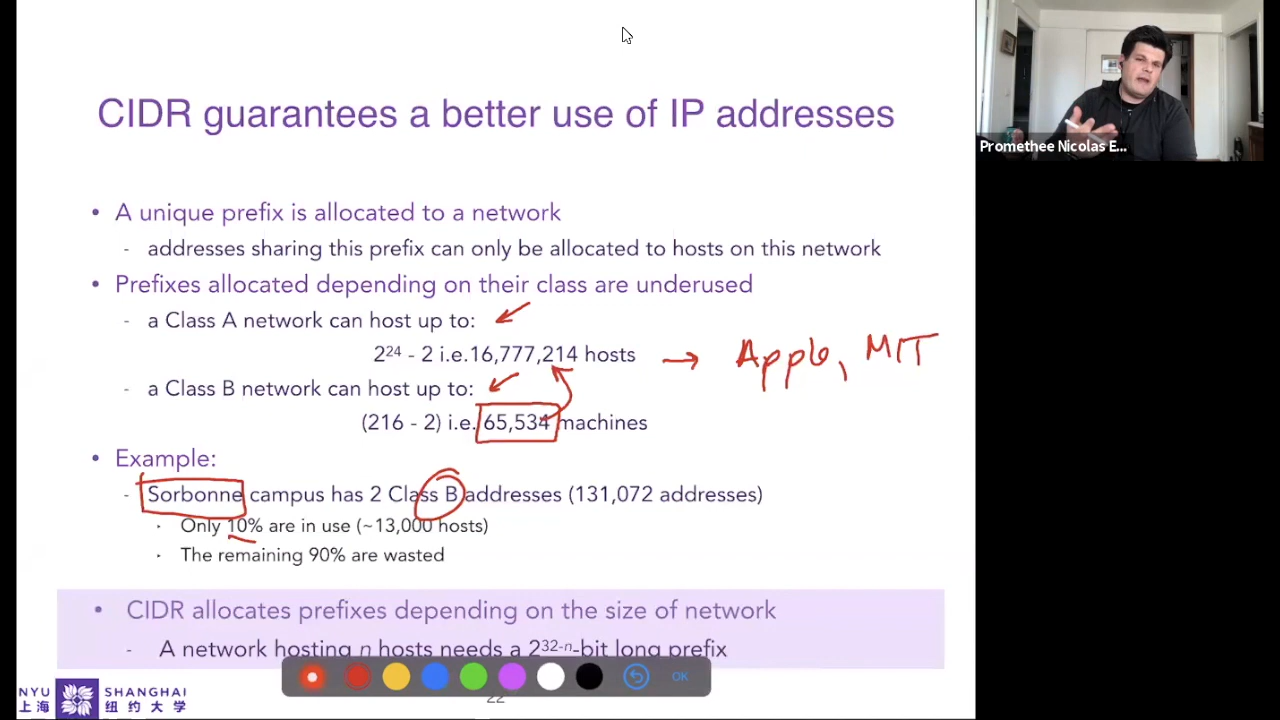 CIDR guarantees a better use of IP addresses
Promethee Nicolas E...
• A unique prefix is allocated to a network
- addresses sharing this prefix can only be allocated to hosts on this network
• Prefixes allocated depending on their class are underused
- a Class A network can host up to:
2²⁴ - 2 i.e.16,777,214 hosts → Apple, MIT
- a Class B network can host up to:
(216 - 2) i.e. 65,534 machines
• Example:
- Sorbonne campus has 2 Class B addresses (131,072 addresses)
‣ Only 10% are in use (~13,000 hosts)
‣ The remaining 90% are wasted
• CIDR allocates prefixes depending on the size of network
- A network hosting n hosts needs a 2³²⁻ⁿ-bit long prefix
OK
22
NYU SHANGHAI
上海 纽约大学